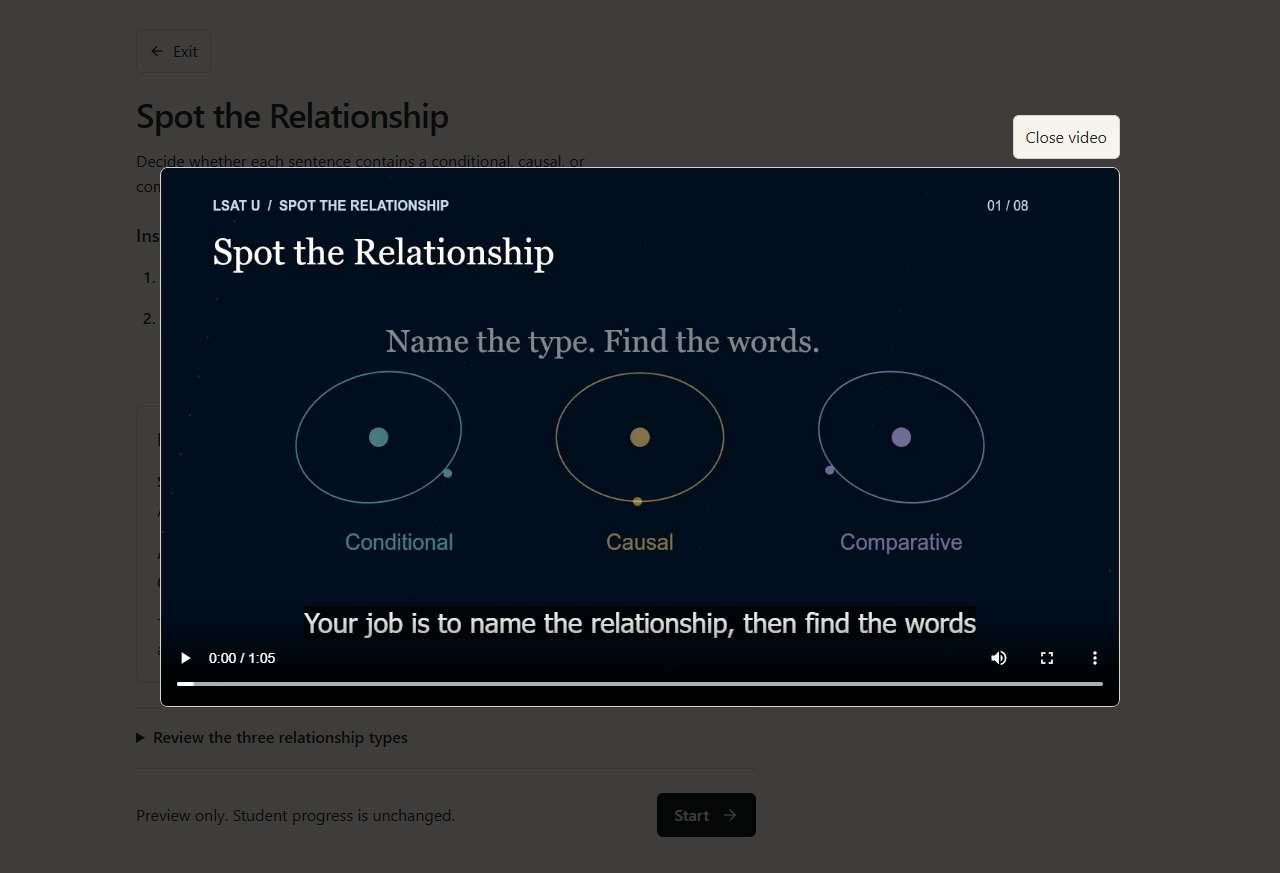 Exit
Spot the Relationship
Close video
Decide whether each sentence contains a conditional, causal, or
Ins
1.
2.
LSAT U / SPOT THE RELATIONSHIP
01 / 08
Spot the Relationship
Name the type. Find the words.
Conditional
Causal
Comparative
Your job is to name the relationship, then find the words
0:00 / 1:05
Review the three relationship types
Preview only. Student progress is unchanged.
Start